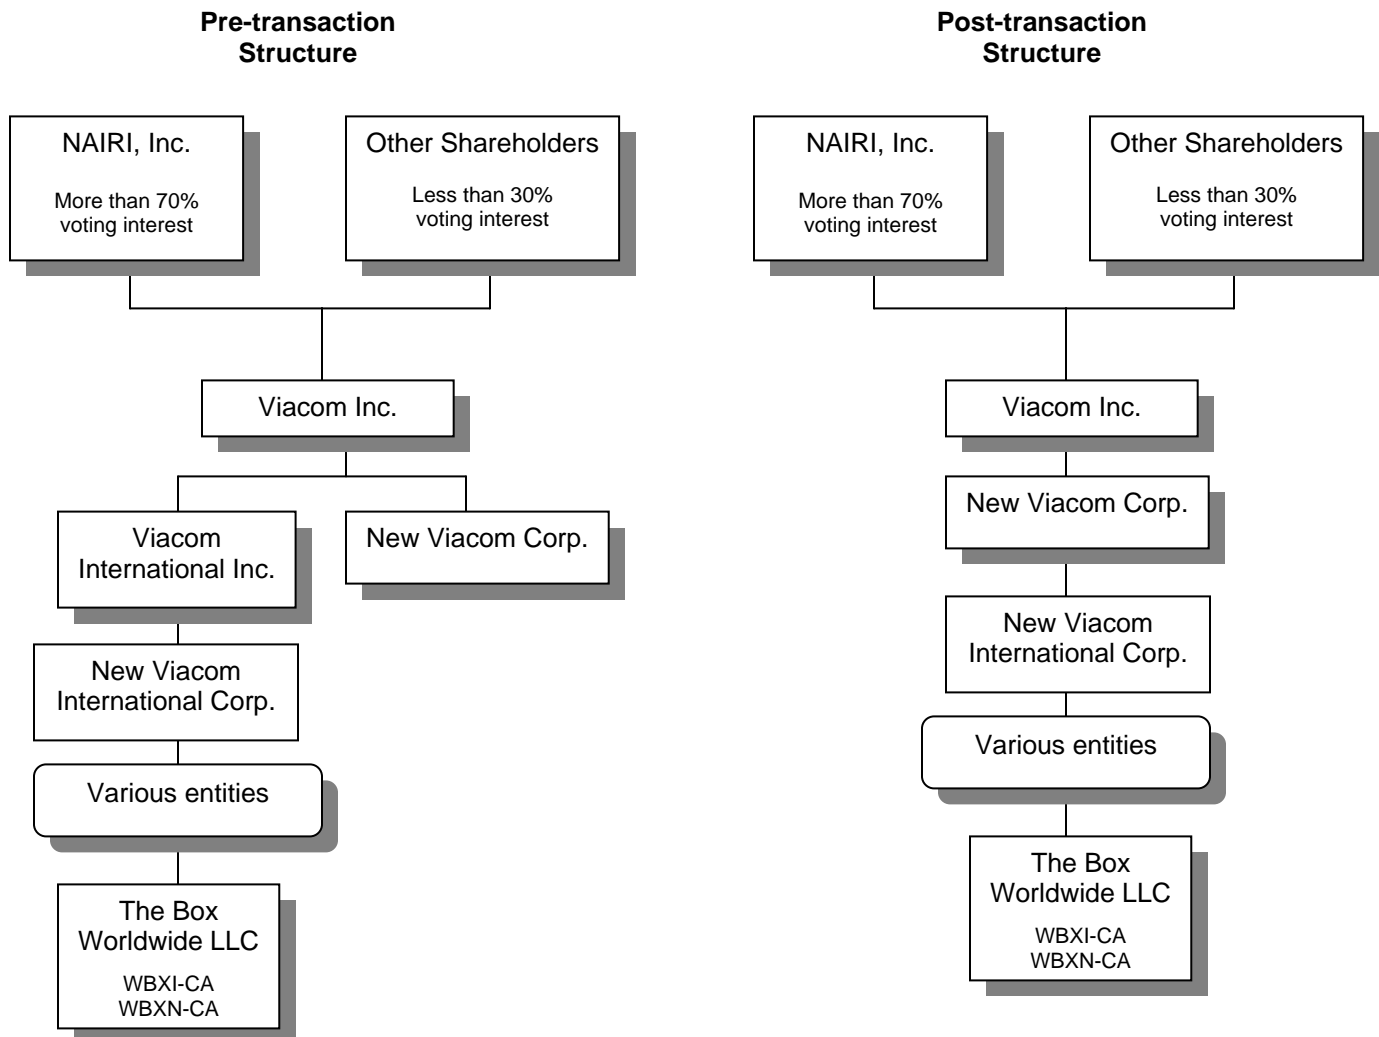 Pre-transaction
Structure
NAIRI, Inc.
More than 70%
voting interest
Other Shareholders
Less than 30%
voting interest
Viacom Inc.
Viacom
International Inc.
New Viacom Corp.
New Viacom
International Corp.
Various entities
The Box
Worldwide LLC
WBXI-CA
WBXN-CA
Post-transaction
Structure
NAIRI, Inc.
More than 70%
voting interest
Other Shareholders
Less than 30%
voting interest
Viacom Inc.
New Viacom Corp.
New Viacom
International Corp.
Various entities
The Box
Worldwide LLC
WBXI-CA
WBXN-CA